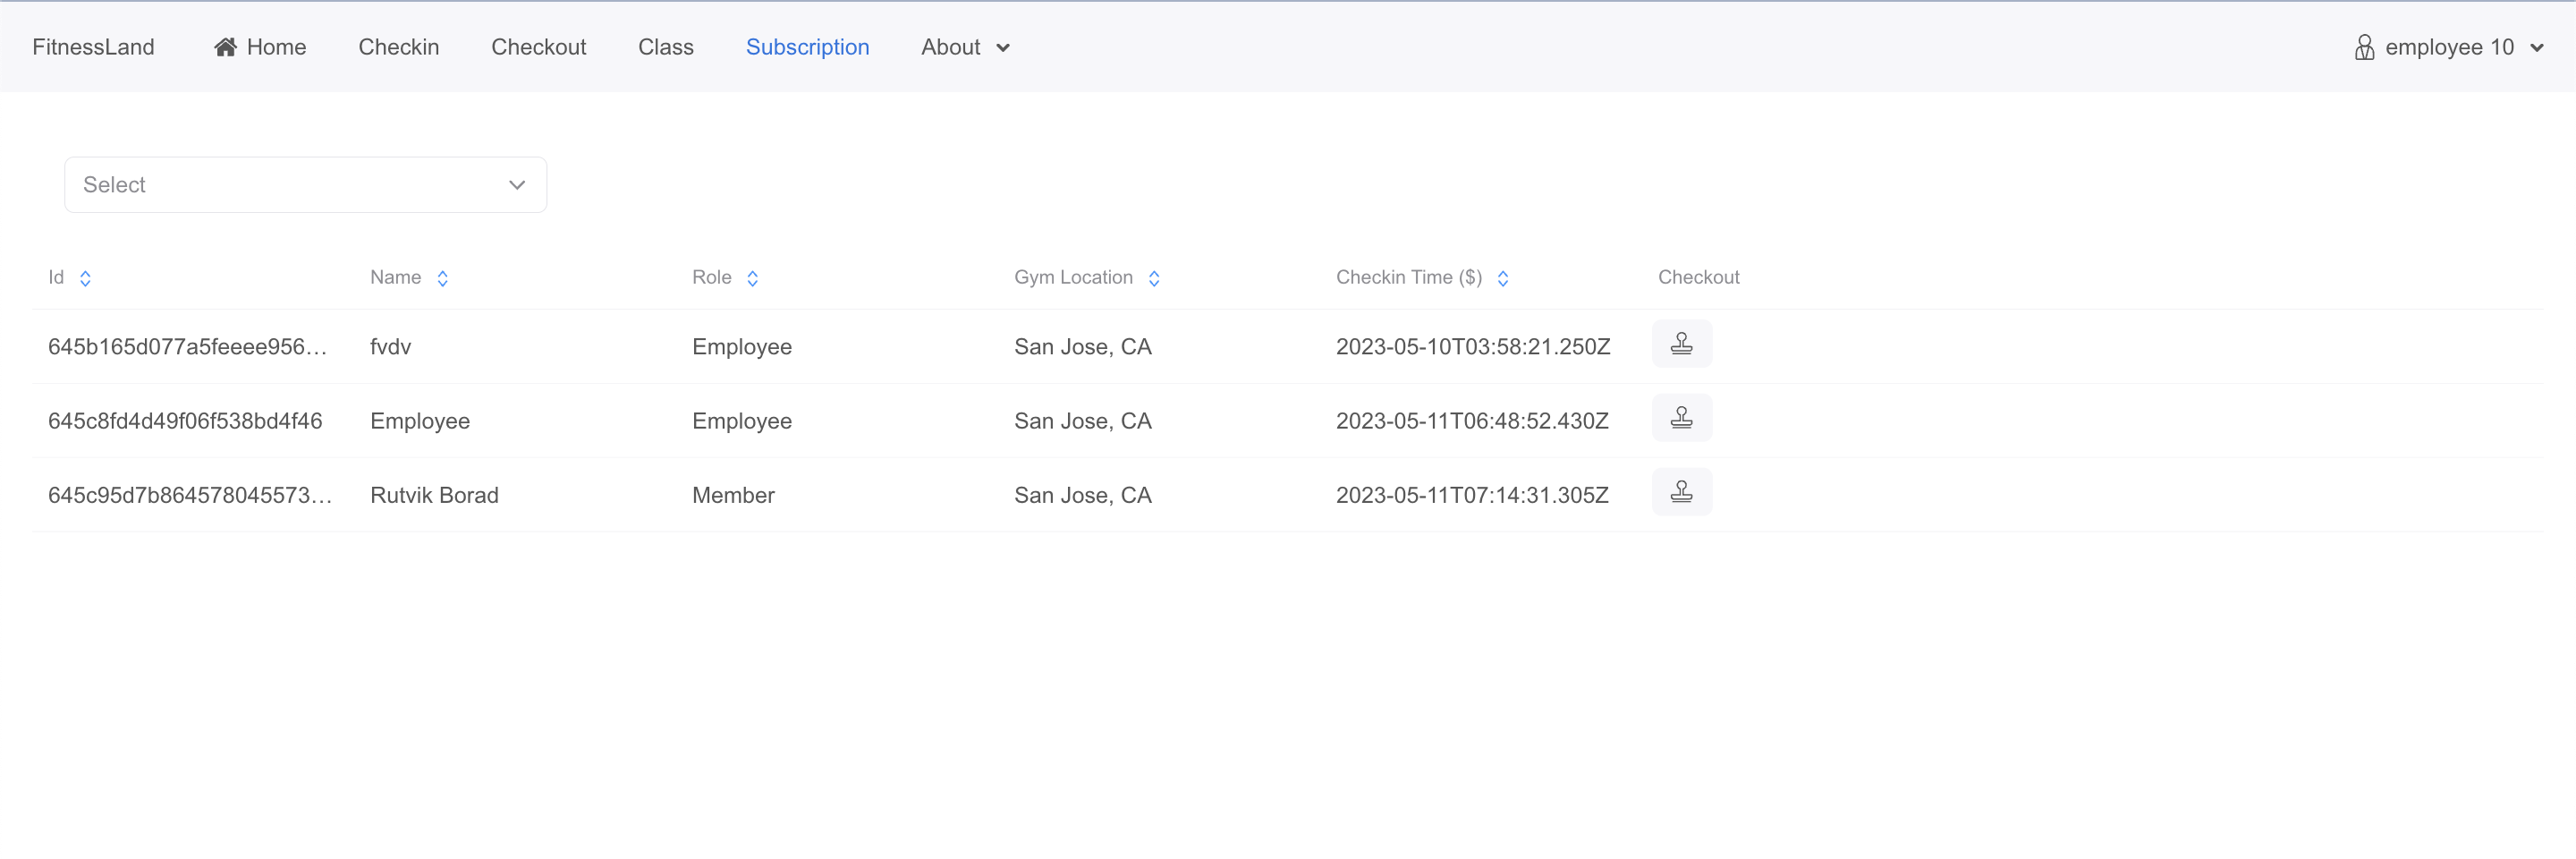 FitnessLand Home Checkin Checkout Class Subscription About employee 10
Select
Id Name Role Gym Location Checkin Time ($) Checkout
645b165d077a5feeee956... fvdv Employee San Jose, CA 2023-05-10T03:58:21.250Z
645c8fd4d49f06f538bd4f46 Employee Employee San Jose, CA 2023-05-11T06:48:52.430Z
645c95d7b864578045573... Rutvik Borad Member San Jose, CA 2023-05-11T07:14:31.305Z